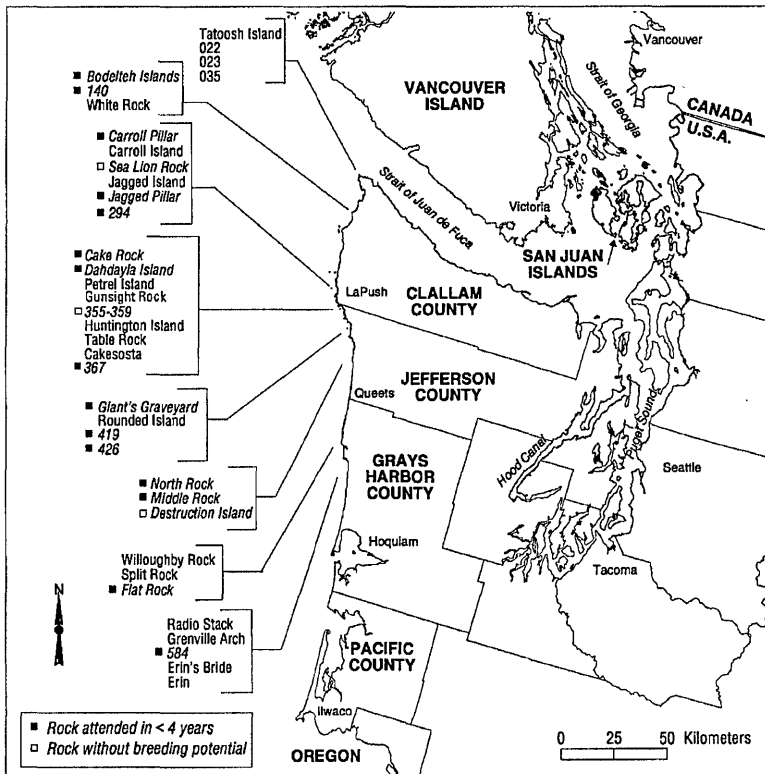 Tatoosh Island
022
023
035
■ Bodelteh Islands
■ 140
White Rock
■ Carroll Pillar
Carroll Island
□ Sea Lion Rock
Jagged Island
■ Jagged Pillar
■ 294
■ Cake Rock
■ Dahdayla Island
Petrel Island
Gunsight Rock
□ 355-359
Huntington Island
Table Rock
Cakesosta
■ 367
■ Giant's Graveyard
Rounded Island
■ 419
■ 426
■ North Rock
■ Middle Rock
□ Destruction Island
Willoughby Rock
Split Rock
■ Flat Rock
Radio Stack
Grenville Arch
■ 584
Erin's Bride
Erin
VANCOUVER
ISLAND
Strait of Georgia
Vancouver
CANADA
U.S.A.
Strait of Juan de Fuca
Victoria
SAN JUAN
ISLANDS
LaPush
CLALLAM
COUNTY
JEFFERSON
COUNTY
Queets
Hood Canal
Puget Sound
Seattle
GRAYS
HARBOR
COUNTY
Hoquiam
Tacoma
N
PACIFIC
COUNTY
Ilwaco
OREGON
■ Rock attended in < 4 years
□ Rock without breeding potential
0 25 50 Kilometers